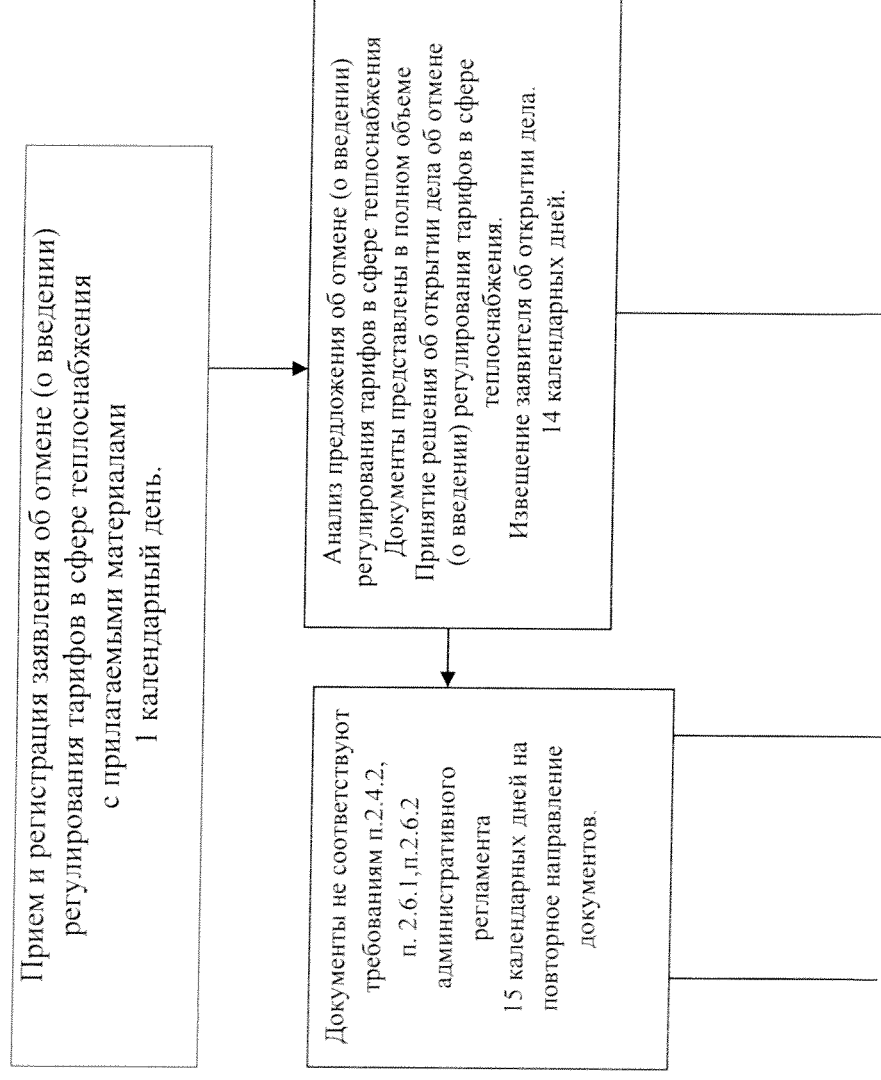 Прием и регистрация заявления об отмене (о введении)
регулирования тарифов в сфере теплоснабжения
с прилагаемыми материалами
1 календарный день.
Анализ предложения об отмене (о введении)
регулирования тарифов в сфере теплоснабжения
Документы представлены в полном объеме
Принятие решения об открытии дела об отмене
(о введении) регулирования тарифов в сфере
теплоснабжения.
Извещение заявителя об открытии дела.
14 календарных дней.
Документы не соответствуют
требованиям п.2.4.2,
п. 2.6.1,п.2.6.2
административного
регламента
15 календарных дней на
повторное направление
документов.